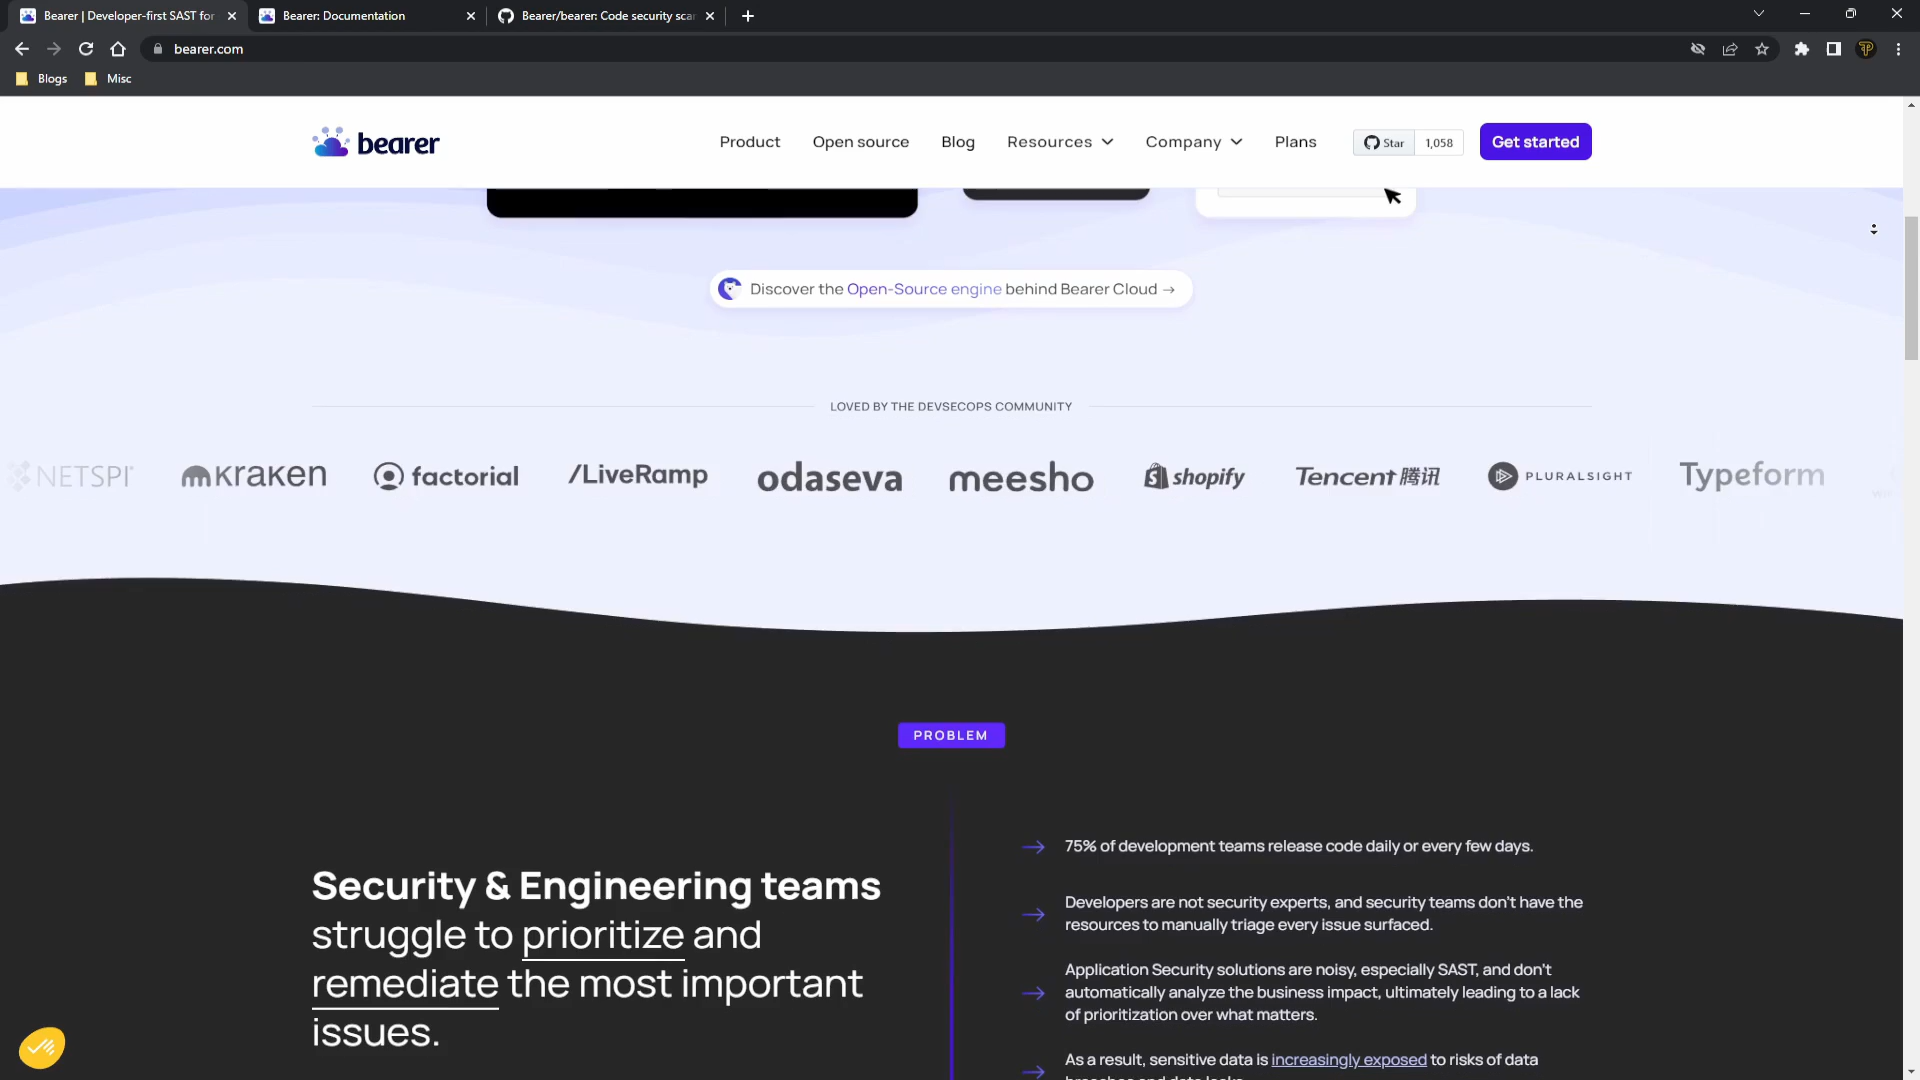 Bearer | Developer-first SAST for
Bearer: Documentation
Bearer/bearer: Code security scan
bearer.com
Blogs
Misc
bearer
Product
Open source
Blog
Resources
Company
Plans
Star
1,058
Get started
Discover the Open-Source engine behind Bearer Cloud →
LOVED BY THE DEVSECOPS COMMUNITY
NETSPI
kraken
factorial
/LiveRamp
odaseva
meesho
shopify
Tencent 腾讯
PLURALSIGHT
Typeform
PROBLEM
Security & Engineering teams
struggle to prioritize and
remediate the most important
issues.
75% of development teams release code daily or every few days.
Developers are not security experts, and security teams don't have the
resources to manually triage every issue surfaced.
Application Security solutions are noisy, especially SAST, and don't
automatically analyze the business impact, ultimately leading to a lack
of prioritization over what matters.
As a result, sensitive data is increasingly exposed to risks of data